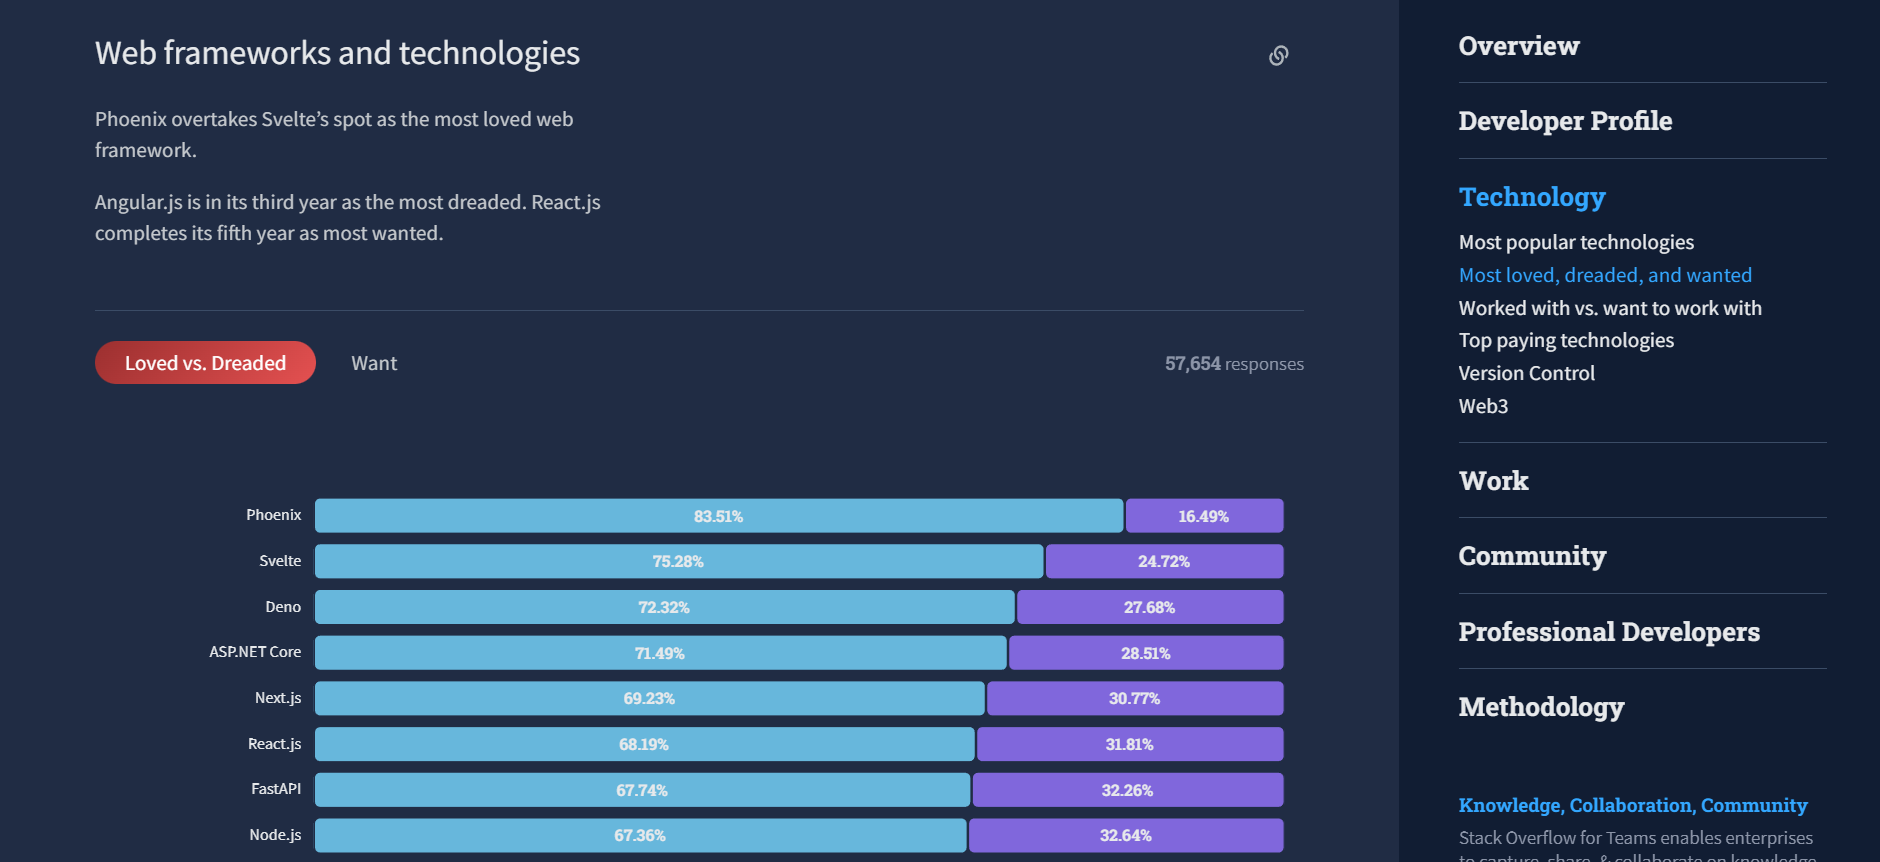 Web frameworks and technologies
Phoenix overtakes Svelte’s spot as the most loved web
framework.
Angular.js is in its third year as the most dreaded. React.js
completes its fifth year as most wanted.
Loved vs. Dreaded
Want
57,654 responses
Phoenix 83.51% 16.49%
Svelte 75.28% 24.72%
Deno 72.32% 27.68%
ASP.NET Core 71.49% 28.51%
Next.js 69.23% 30.77%
React.js 68.19% 31.81%
FastAPI 67.74% 32.26%
Node.js 67.36% 32.64%
Overview
Developer Profile
Technology
Most popular technologies
Most loved, dreaded, and wanted
Worked with vs. want to work with
Top paying technologies
Version Control
Web3
Work
Community
Professional Developers
Methodology
Knowledge, Collaboration, Community
Stack Overflow for Teams enables enterprises
to capture, share, & collaborate on knowledge